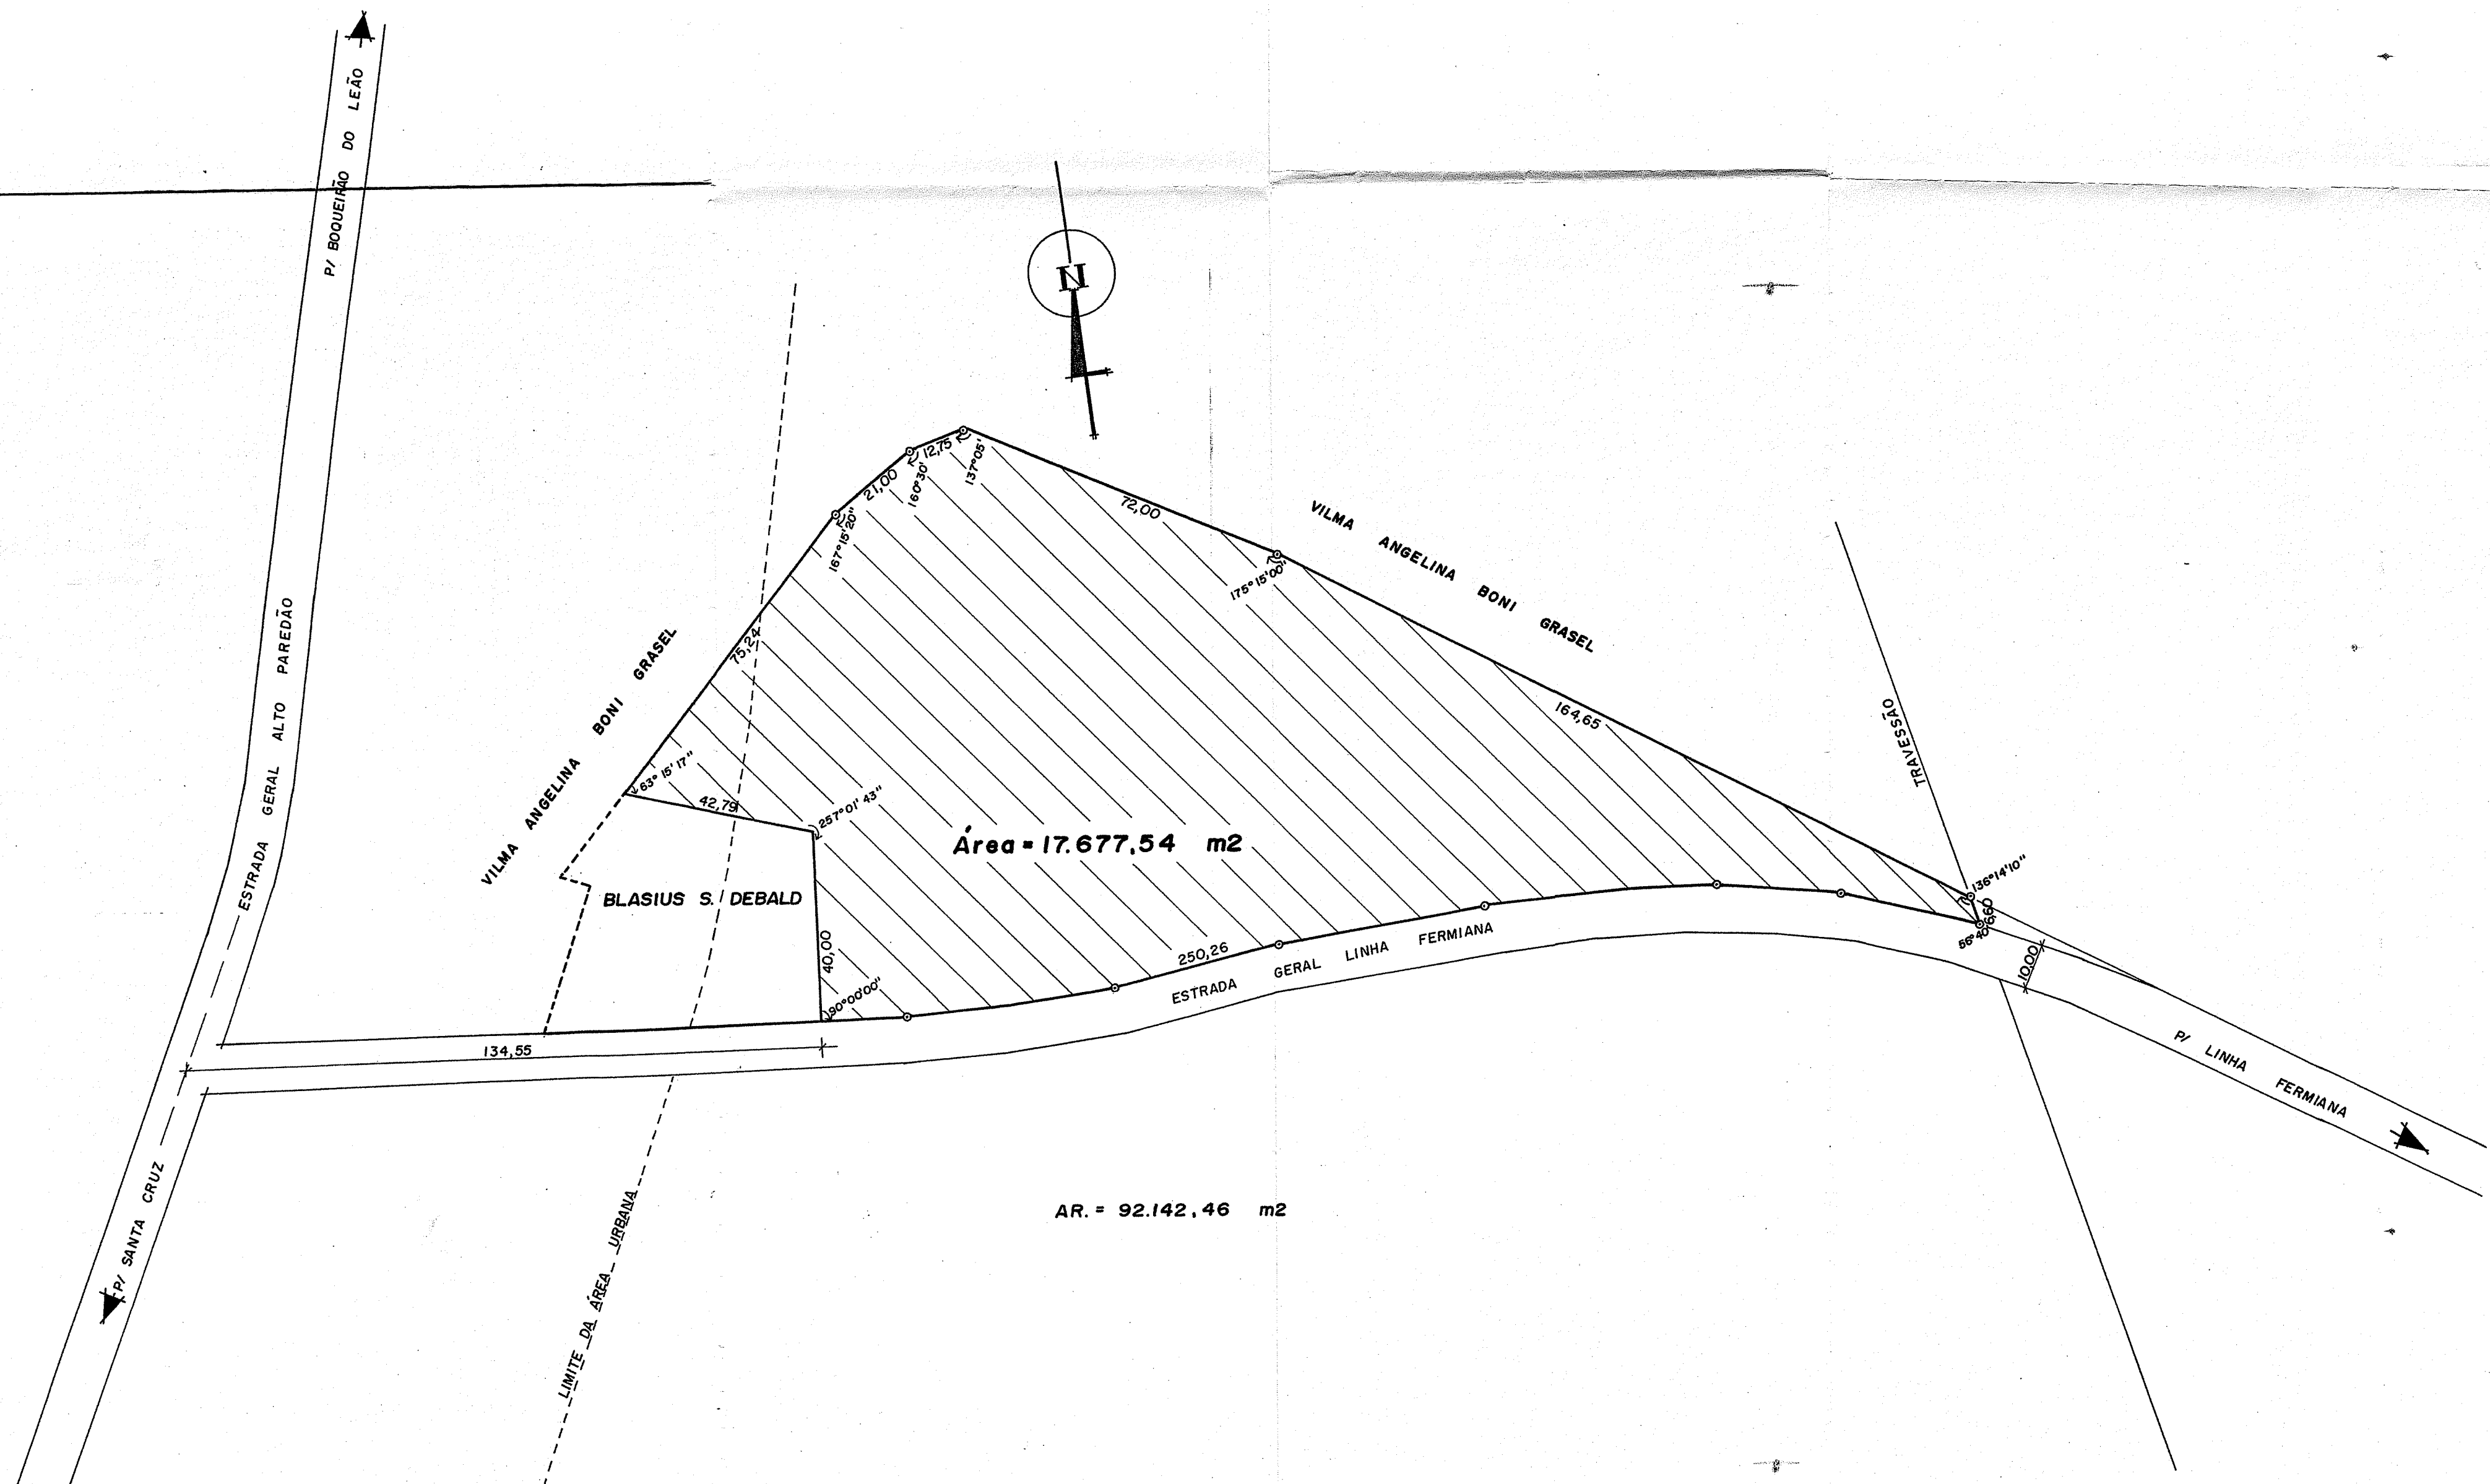 P/ BOQUEIRÃO DO LEÃO
N
12,75
137°05'
21,00
160°30'
167°15'20"
72,00
175°15'00"
VILMA ANGELINA BONI GRASEL
164,65
TRAVESSÃO
75,24
VILMA ANGELINA BONI GRASEL
63°15'17"
42,79
257°01'43"
Área = 17.677,54 m2
ESTRADA GERAL ALTO PAREDÃO
BLASIUS S. DEBALD
40,00
90°00'00"
136°14'10"
6,60
56°40'
10,00
250,26
ESTRADA GERAL LINHA FERMIANA
134,55
P/ LINHA FERMIANA
P/ SANTA CRUZ
LIMITE DA ÁREA URBANA
AR. = 92.142,46 m2